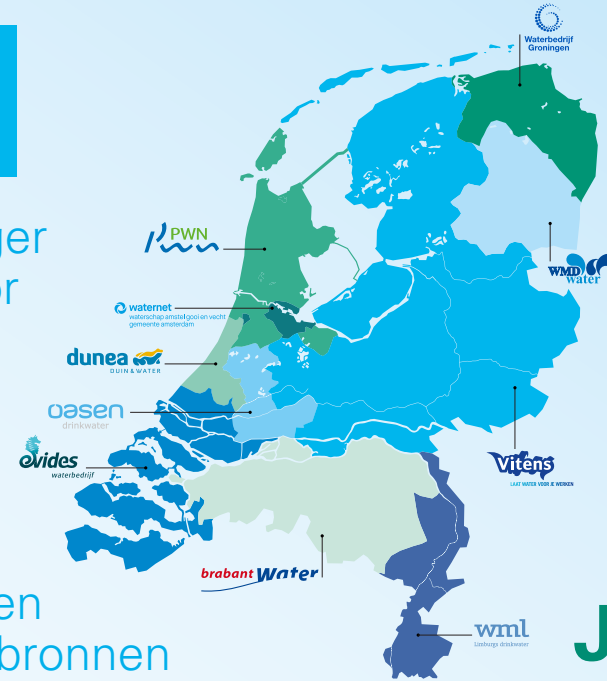 Waterbedrijf
Groningen
ger
or
PWN
WMD
water
waternet
waterschap amstel gooi en vecht
gemeente amsterdam
dunea
DUIN & WATER
oasen
drinkwater
evides
waterbedrijf
Vitens
LAAT WATER VOOR JE WERKEN
brabant Water
en
wml
Limburgs drinkwater
J
bronnen